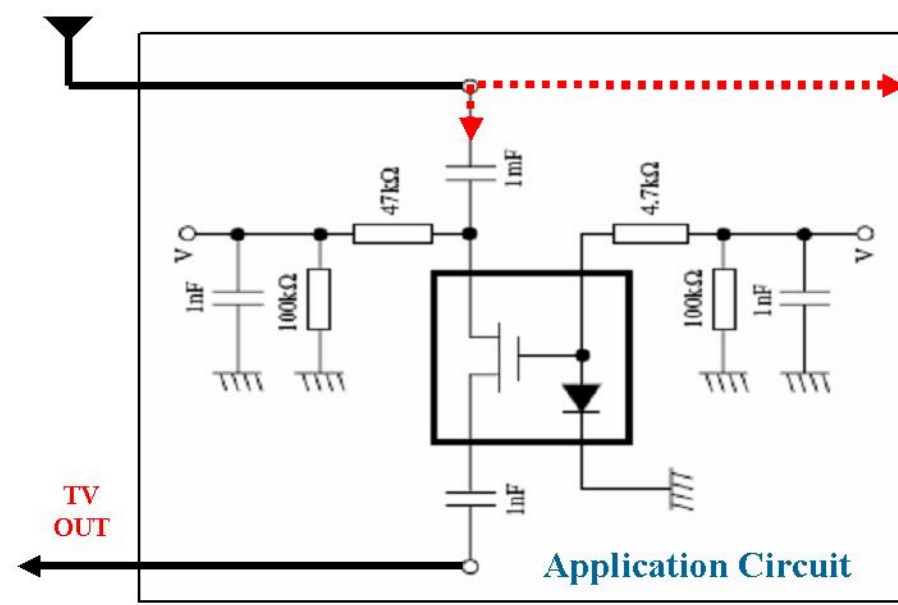 1mF
47kΩ
4.7kΩ
V
V
1nF
100kΩ
100kΩ
1nF
1nF
TV
OUT
Application Circuit